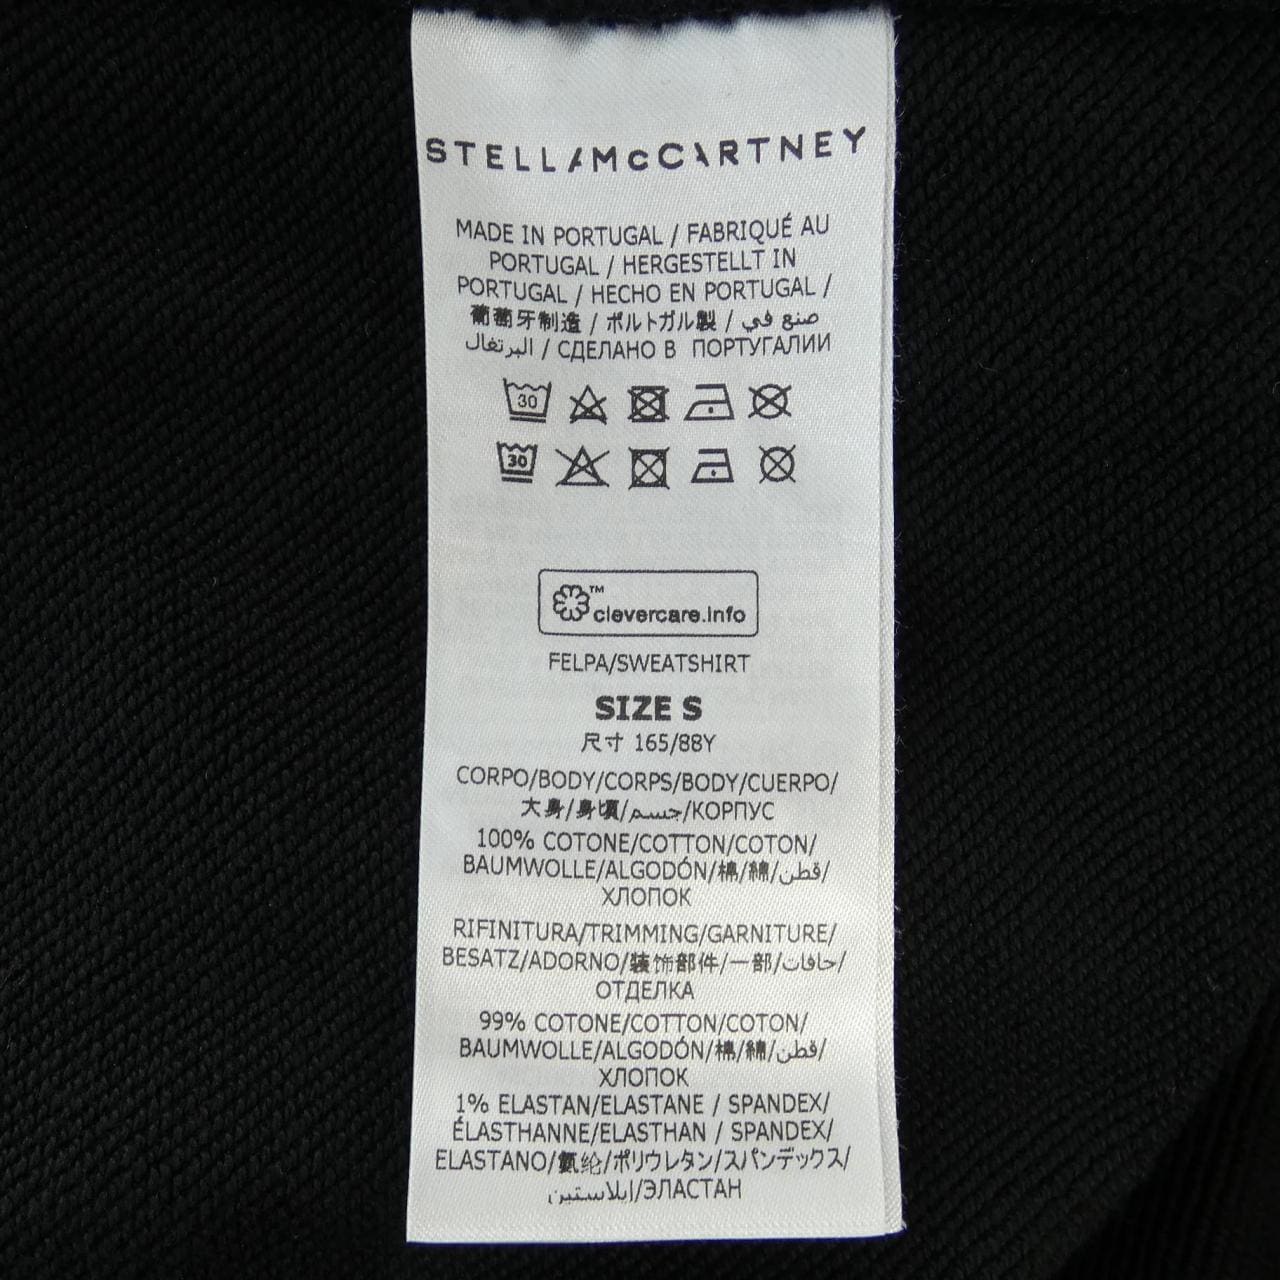 STELLA McCARTNEY
MADE IN PORTUGAL / FABRIQUÉ AU
PORTUGAL / HERGESTELLT IN
PORTUGAL / HECHO EN PORTUGAL /
葡萄牙制造 / ポルトガル製 / صنع في
البرتغال / СДЕЛАНО В ПОРТУГАЛИИ
30
30
™
clevercare.info
FELPA/SWEATSHIRT
SIZE S
尺寸 165/88Y
CORPO/BODY/CORPS/BODY/CUERPO/
大身/身頃/جسم/КОРПУС
100% COTONE/COTTON/COTON/
BAUMWOLLE/ALGODÓN/棉/綿/قطن/
ХЛОПОК
RIFINITURA/TRIMMING/GARNITURE/
BESATZ/ADORNO/装饰部件/一部/حافات/
ОТДЕЛКА
99% COTONE/COTTON/COTON/
BAUMWOLLE/ALGODÓN/棉/綿/قطن/
ХЛОПОК
1% ELASTAN/ELASTANE / SPANDEX/
ÉLASTHANNE/ELASTHAN / SPANDEX/
ELASTANO/氨纶/ポリウレタン/スパンデックス/
إيلاستين/ЭЛАСТАН